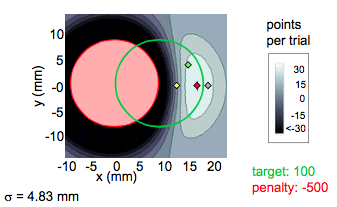 points
per trial
10
5
0
-5
-10
y (mm)
30
15
0
-15
<-30
-10 -5 0 5 10 15 20
x (mm)
target: 100
penalty: -500
σ = 4.83 mm